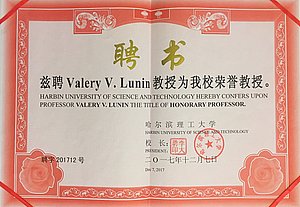 聘书
兹聘 Valery V. Lunin 教授为我校荣誉教授。
HARBIN UNIVERSITY OF SCIENCE AND TECHNOLOGY HEREBY CONFERS UPON
PROFESSOR VALERY V. LUNIN THE TITLE OF HONORARY PROFESSOR.
哈尔滨理工大学
HARBIN UNIVERSITY OF SCIENCE AND TECHNOLOGY
校长:
PRESIDENT:
聘字 201712 号
二〇一七年十二月七日
Dec 7, 2017